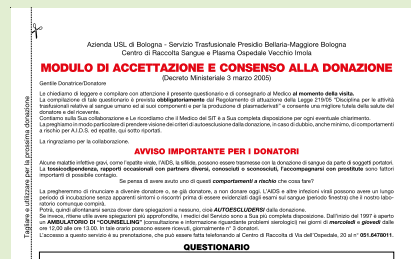 Azienda USL di Bologna - Servizio Trasfusionale Presidio Bellaria-Maggiore Bologna
Centro di Raccolta Sangue e Plasma Ospedale Vecchio Imola
MODULO DI ACCETTAZIONE E CONSENSO ALLA DONAZIONE
(Decreto Ministeriale 3 marzo 2005)
Gentile Donatrice/Donatore
Le chiediamo di leggere e compilare con attenzione il presente questionario e di consegnarlo al Medico al momento della visita.
La compilazione di tale questionario è prevista obbligatoriamente dal Regolamento di attuazione della Legge 219/05 "Disciplina per le attività
trasfusionali relative al sangue umano ed ai suoi componenti e per la produzione di plasmaderivati" e consente una migliore tutela della salute del
donatore e del ricevente.
Contiamo sulla Sua collaborazione e Le ricordiamo che il Medico del SIT è a Sua completa disposizione per ogni eventuale chiarimento.
La preghiamo in modo particolare di prendere visione dei criteri di autoesclusione dalla donazione, in caso di dubbio, anche minimo, di comportamenti
a rischio per A.I.D.S. ed epatite, qui sotto riportati.
La ringraziamo per la collaborazione.
AVVISO IMPORTANTE PER I DONATORI
Alcune malattie infettive gravi, come l'epatite virale, l'AIDS, la sifilide, possono essere trasmesse con la donazione di sangue da parte di soggetti portatori.
La tossicodipendenza, rapporti occasionali con partners diversi, conosciuti o sconosciuti, l'accompagnarsi con prostitute sono fattori
importanti di possibile contagio.
Se pensa di avere avuto uno di questi comportamenti a rischio che cosa fare?
La pregheremmo di rinunciare a divenire donatore o, se già donatore, a non donare oggi. L'AIDS e altre infezioni virali possono avere un lungo
periodo di incubazione senza apparenti sintomi o riscontri prima di essere evidenziati dagli esami sul sangue (periodo finestra) che il nostro labo-
ratorio comunque compirà.
Potrà, quindi allontanarsi senza dover dare spiegazioni a nessuno, cioè AUTOESCLUDERSI dalla donazione.
Se invece, ritiene utile avere spiegazioni più approfondite, i medici del Servizio sono a Sua più completa disposizione. Dall'inizio del 1997 è aperto
un AMBULATORIO DI "COUNSELLING" (consultazione e informazione riguardante problemi sierologici) nei giorni di mercoledì e giovedì dalle
ore 12,00 alle ore 13.00. In tale orario possono essere ricevuti, giornalmente n° 3 donatori.
L'accesso a questo servizio è su prenotazione, che può essere fatta telefonando al Centro di Raccolta di Via dell'Ospedale, 20 al n° 051.6478011.
QUESTIONARIO
Tagliare e utilizzare per la prossima donazione